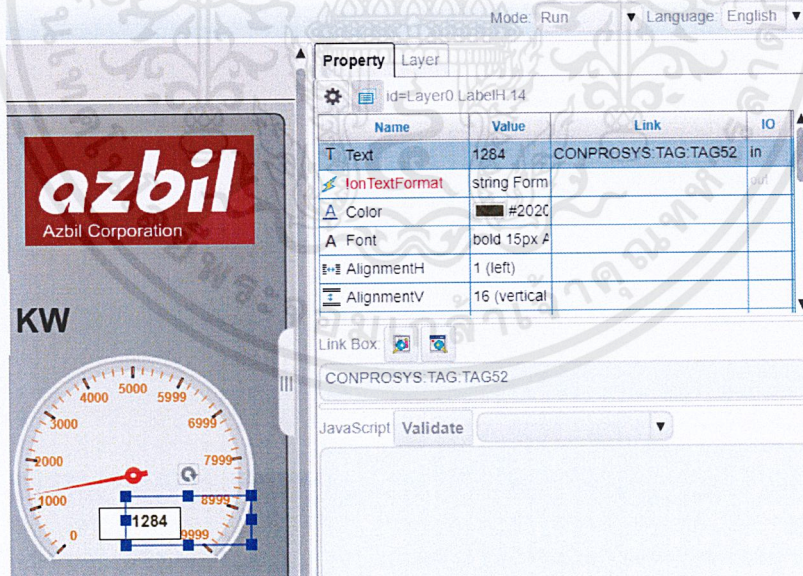 Mode: Run ▼ Language: English ▼
Property Layer
id=Layer0 LabelH.14
Name Value Link IO
T Text 1284 CONPROSYS:TAG:TAG52 in
!onTextFormat string Form out
A Color #2020
A Font bold 15px A
AlignmentH 1 (left)
AlignmentV 16 (vertical
Link Box:
CONPROSYS:TAG:TAG52
JavaScript Validate ▼
azbil
Azbil Corporation
KW
0
1000
2000
3000
4000
5000
5999
6999
7999
8999
9999
1284